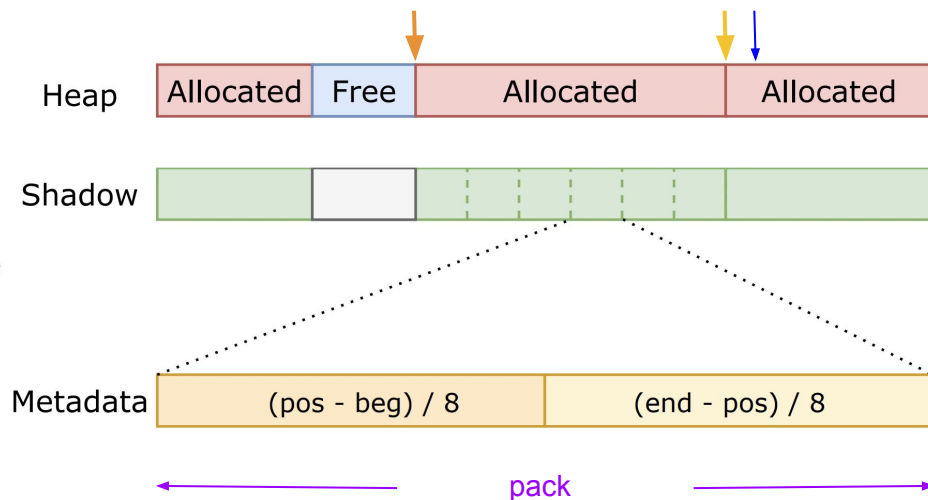 Heap Allocated Free Allocated Allocated
Shadow
Metadata (pos - beg) / 8 (end - pos) / 8
pack